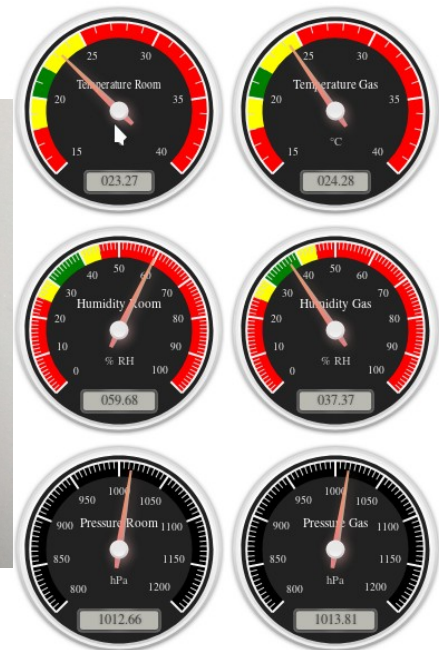 25 30
Temperature Room
20 35
15 40
023.27
25 30
Temperature Gas
20 35
°C
15 40
024.28
40 50 60
30 70
Humidity Room
20 80
10 90
% RH
0 100
059.68
40 50 60
30 70
Humidity Gas
20 80
10 90
% RH
0 100
037.37
950 1000 1050
Pressure Room
900 1100
850 1150
hPa
800 1200
1012.66
950 1000 1050
Pressure Gas
900 1100
850 1150
hPa
800 1200
1013.81